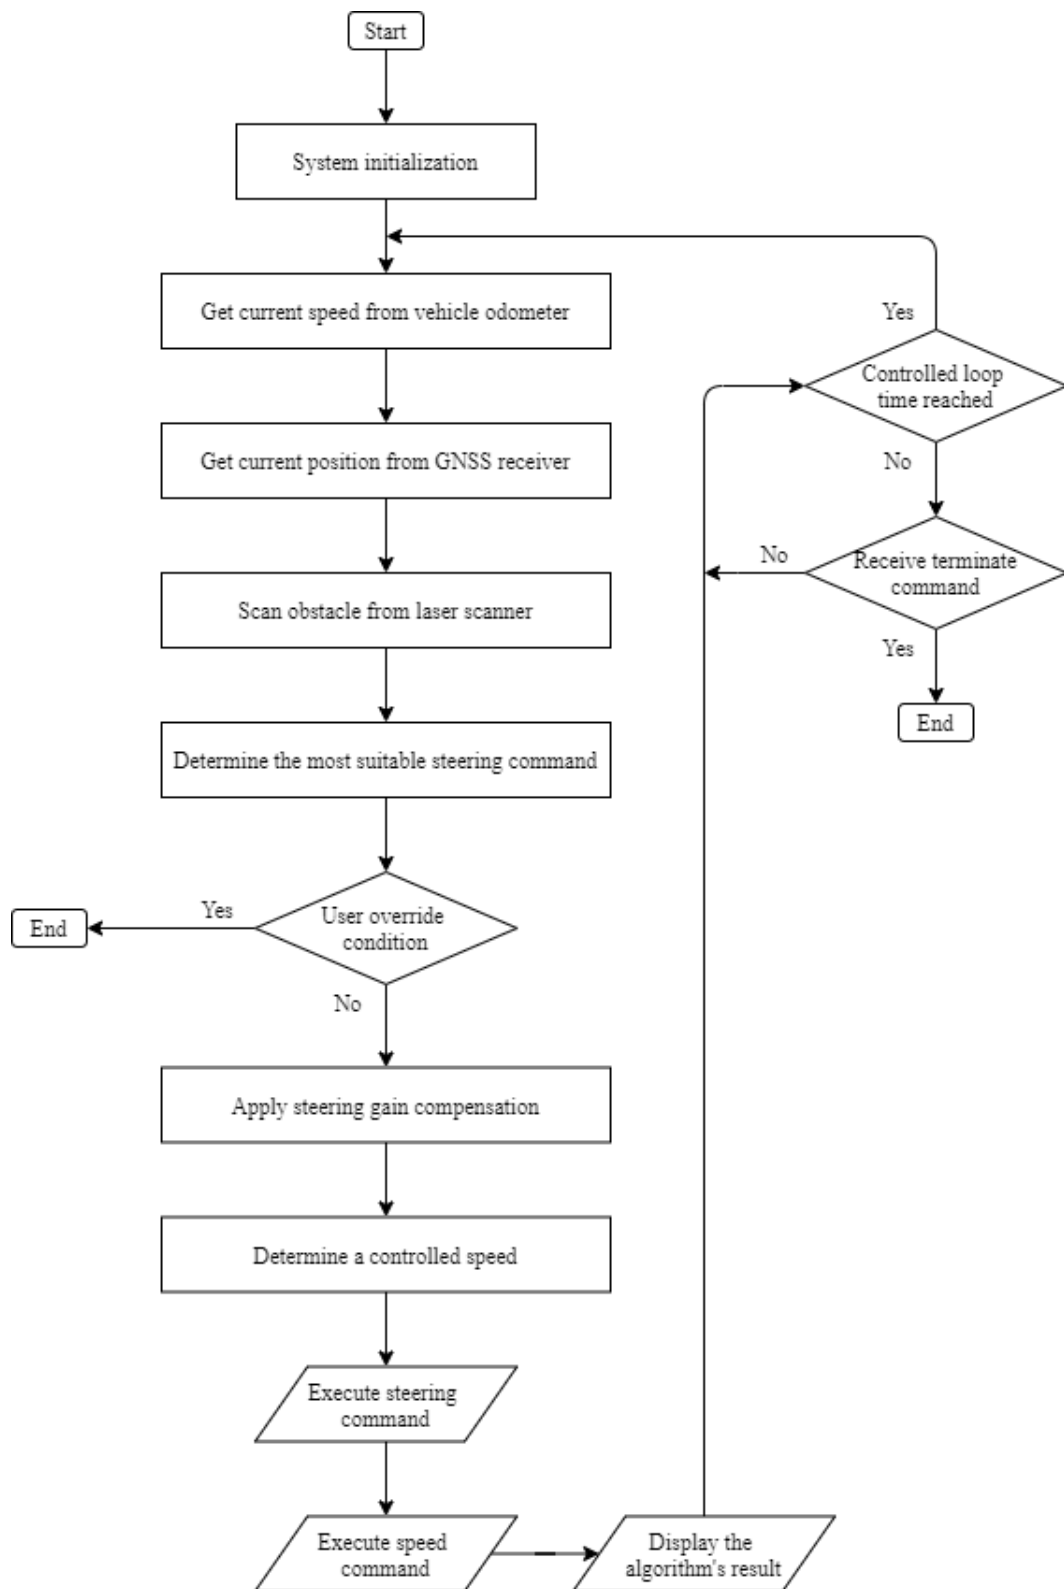 Start
System initialization
Get current speed from vehicle odometer
Yes
Controlled loop
time reached
Get current position from GNSS receiver
No
No
Receive terminate
command
Scan obstacle from laser scanner
Yes
End
Determine the most suitable steering command
Yes
End
User override
condition
No
Apply steering gain compensation
Determine a controlled speed
Execute steering
command
Execute speed
command
Display the
algorithm's result